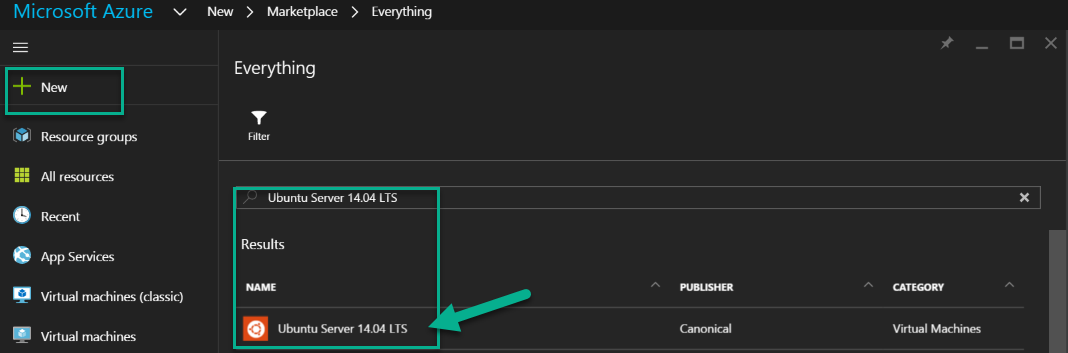 Microsoft Azure New > Marketplace > Everything
New
Resource groups
All resources
Recent
App Services
Virtual machines (classic)
Virtual machines
Everything
Filter
Ubuntu Server 14.04 LTS
Results
NAME PUBLISHER CATEGORY
Ubuntu Server 14.04 LTS Canonical Virtual Machines